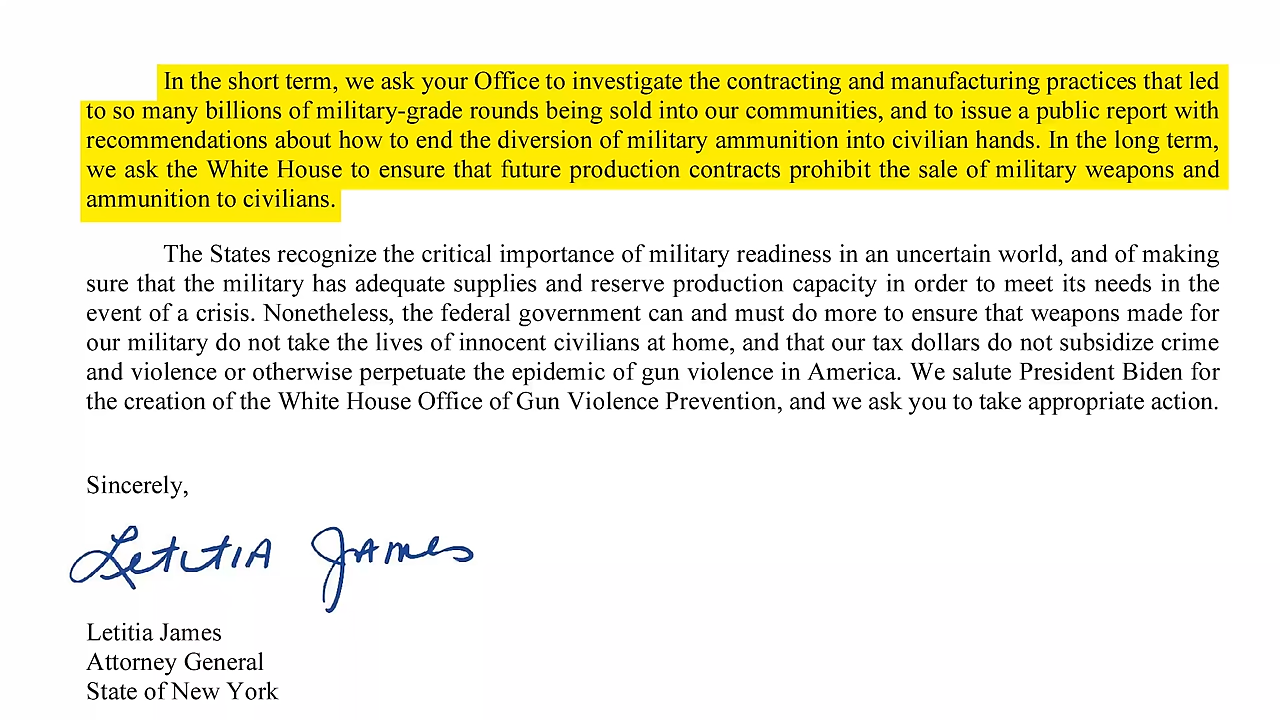 In the short term, we ask your Office to investigate the contracting and manufacturing practices that led
to so many billions of military-grade rounds being sold into our communities, and to issue a public report with
recommendations about how to end the diversion of military ammunition into civilian hands. In the long term,
we ask the White House to ensure that future production contracts prohibit the sale of military weapons and
ammunition to civilians.
The States recognize the critical importance of military readiness in an uncertain world, and of making
sure that the military has adequate supplies and reserve production capacity in order to meet its needs in the
event of a crisis. Nonetheless, the federal government can and must do more to ensure that weapons made for
our military do not take the lives of innocent civilians at home, and that our tax dollars do not subsidize crime
and violence or otherwise perpetuate the epidemic of gun violence in America. We salute President Biden for
the creation of the White House Office of Gun Violence Prevention, and we ask you to take appropriate action.
Sincerely,
Letitia James
Letitia James
Attorney General
State of New York